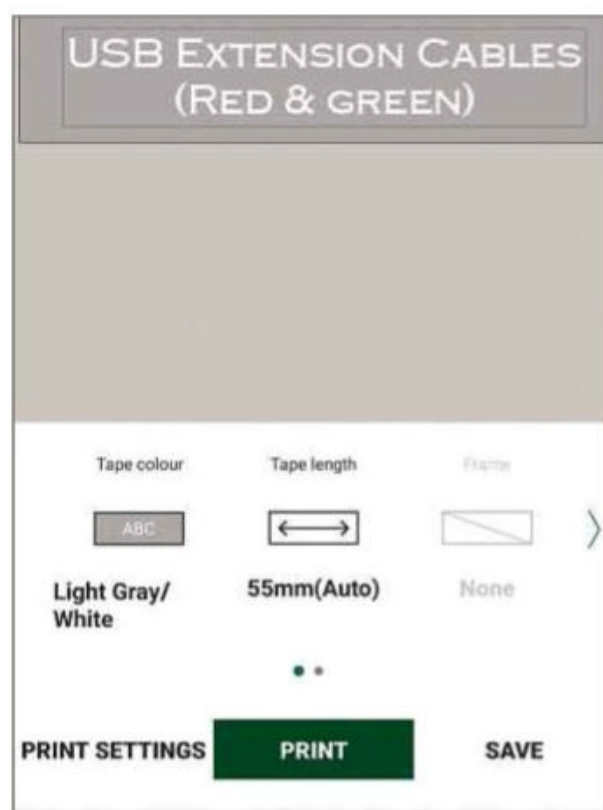 USB EXTENSION CABLES
(RED & GREEN)
Tape colour
Tape length
Frame
ABC
Light Gray/
White
55mm(Auto)
None
PRINT SETTINGS
PRINT
SAVE